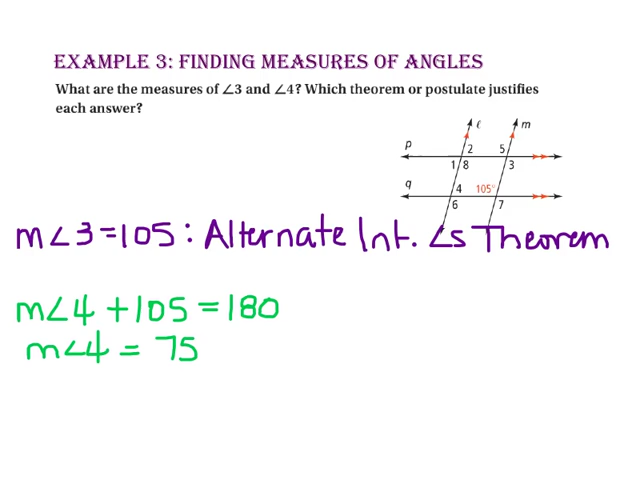 EXAMPLE 3: FINDING MEASURES OF ANGLES
What are the measures of ∠3 and ∠4? Which theorem or postulate justifies
each answer?
ℓ m
p 2 5
1 8 3
q 4 105°
6 7
m∠3=105: Alternate Int. ∠s Theorem
m∠4 + 105 = 180
m∠4 = 75